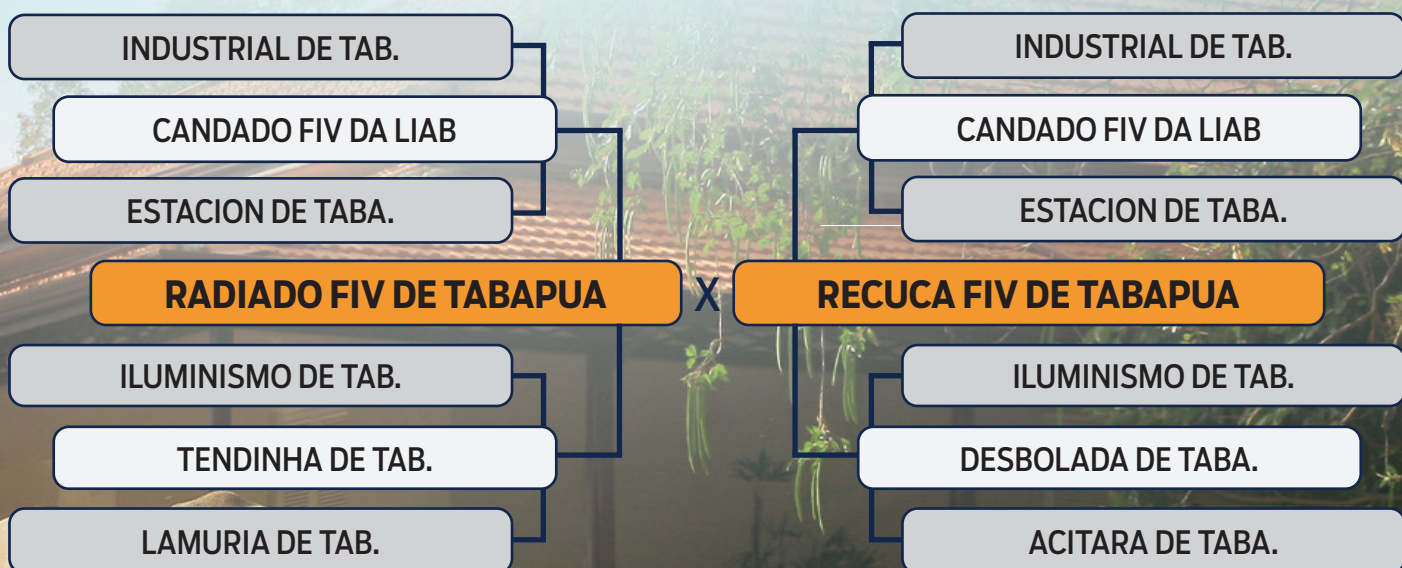 INDUSTRIAL DE TAB.
CANDADO FIV DA LIAB
ESTACION DE TABA.
RADIADO FIV DE TABAPUA
ILUMINISMO DE TAB.
TENDINHA DE TAB.
LAMURIA DE TAB.
X
INDUSTRIAL DE TAB.
CANDADO FIV DA LIAB
ESTACION DE TABA.
RECUCA FIV DE TABAPUA
ILUMINISMO DE TAB.
DESBOLADA DE TABA.
ACITARA DE TABA.